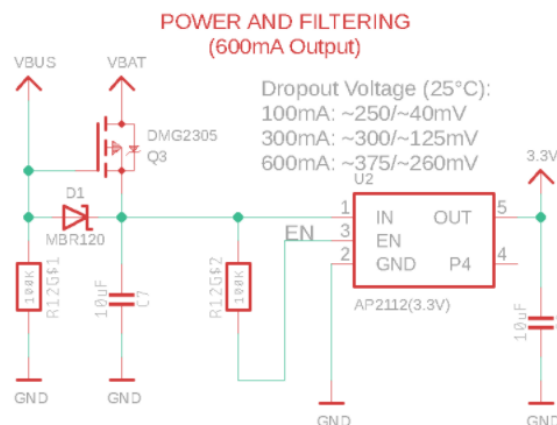 POWER AND FILTERING
(600mA Output)
VBUS
VBAT
Dropout Voltage (25°C):
100mA: ~250/~40mV
300mA: ~300/~125mV
600mA: ~375/~260mV
DMG2305
Q3
3.3V
U2
D1
MBR120
1
IN
OUT
5
EN
3
EN
2
GND
P4
4
AP2112(3.3V)
R12G$1
100K
10uF
C7
R12G$2
100K
10uF
GND
GND
GND
GND